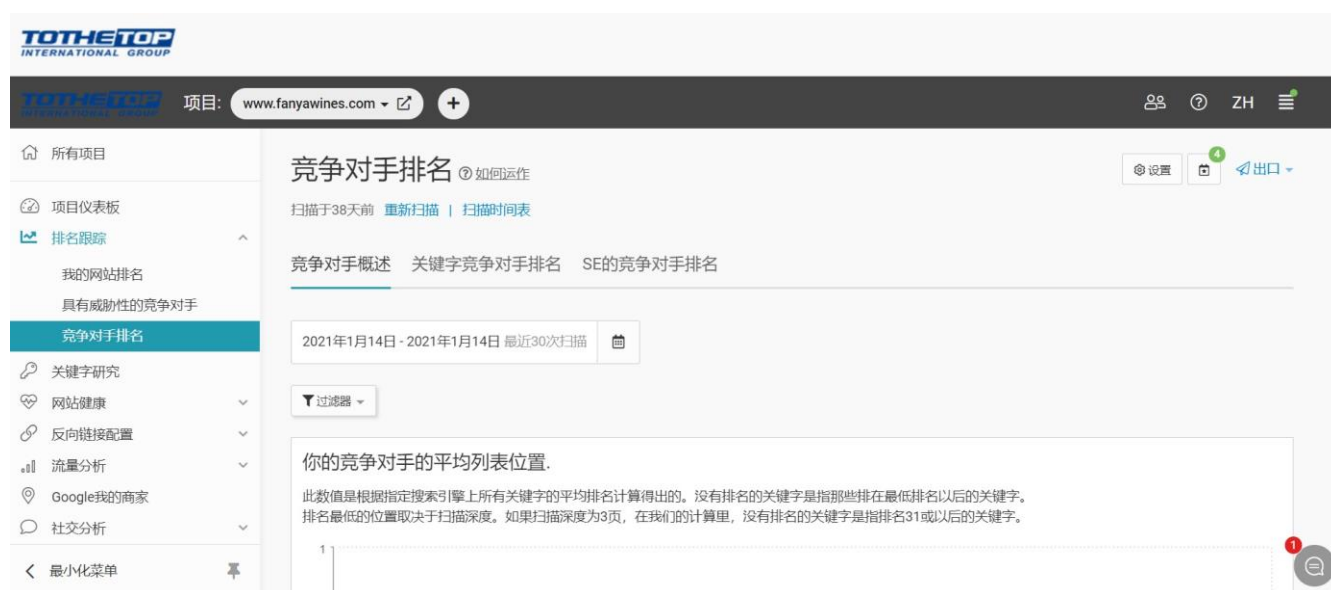 TOTHETOP
INTERNATIONAL GROUP
TOTHETOP
INTERNATIONAL GROUP
项目:
www.fanyawines.com
ZH
所有项目
项目仪表板
排名跟踪
我的网站排名
具有威胁性的竞争对手
竞争对手排名
关键字研究
网站健康
反向链接配置
流量分析
Google我的商家
社交分析
最小化菜单
竞争对手排名 如何运作
设置
4
出口
扫描于38天前 重新扫描 | 扫描时间表
竞争对手概述 关键字竞争对手排名 SE的竞争对手排名
2021年1月14日 - 2021年1月14日 最近30次扫描
过滤器
你的竞争对手的平均列表位置.
此数值是根据指定搜索引擎上所有关键字的平均排名计算得出的。没有排名的关键字是指那些排在最低排名以后的关键字。
排名最低的位置取决于扫描深度。如果扫描深度为3页，在我们的计算里，没有排名的关键字是指排名31或以后的关键字。
1
1